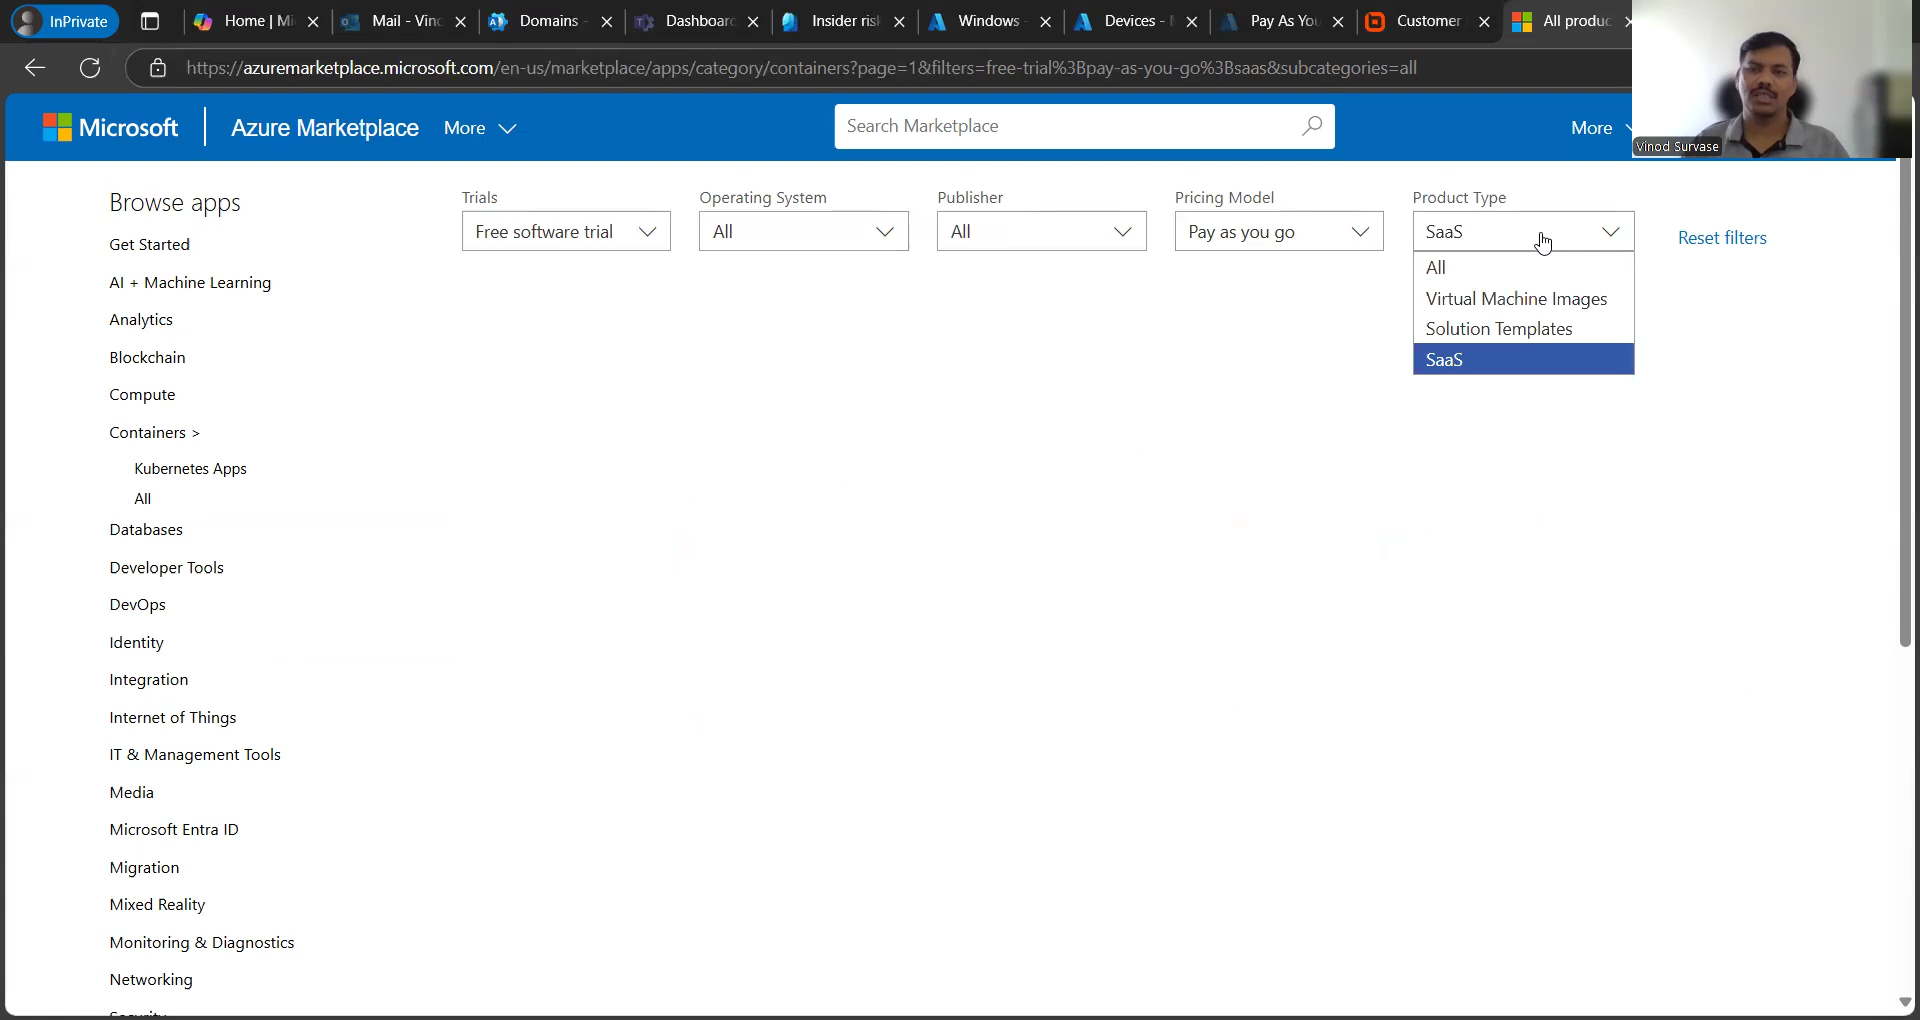 InPrivate
Home | Mi
Mail - Vinc
Domains -
Dashboard
Insider risk
Windows -
Devices - M
Pay As You
Customer
All produc
https://azuremarketplace.microsoft.com/en-us/marketplace/apps/category/containers?page=1&filters=free-trial%3Bpay-as-you-go%3Bsaas&subcategories=all
Microsoft
Azure Marketplace
More
Search Marketplace
More
Vinod Survase
Browse apps
Get Started
AI + Machine Learning
Analytics
Blockchain
Compute
Containers >
Kubernetes Apps
All
Databases
Developer Tools
DevOps
Identity
Integration
Internet of Things
IT & Management Tools
Media
Microsoft Entra ID
Migration
Mixed Reality
Monitoring & Diagnostics
Networking
Security
Trials
Free software trial
Operating System
All
Publisher
All
Pricing Model
Pay as you go
Product Type
SaaS
All
Virtual Machine Images
Solution Templates
SaaS
Reset filters